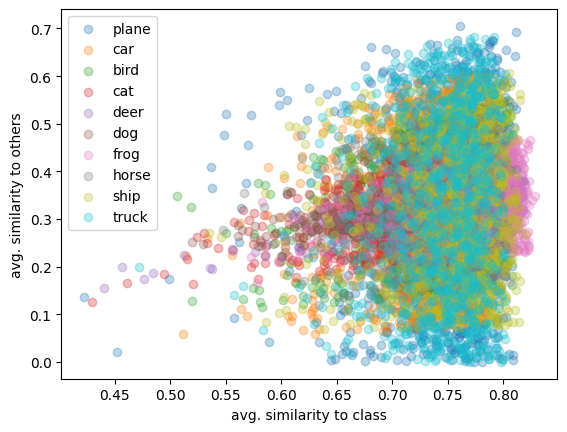 plane
car
bird
cat
deer
dog
frog
horse
ship
truck
avg. similarity to others
0.7
0.6
0.5
0.4
0.3
0.2
0.1
0.0
0.45 0.50 0.55 0.60 0.65 0.70 0.75 0.80
avg. similarity to class